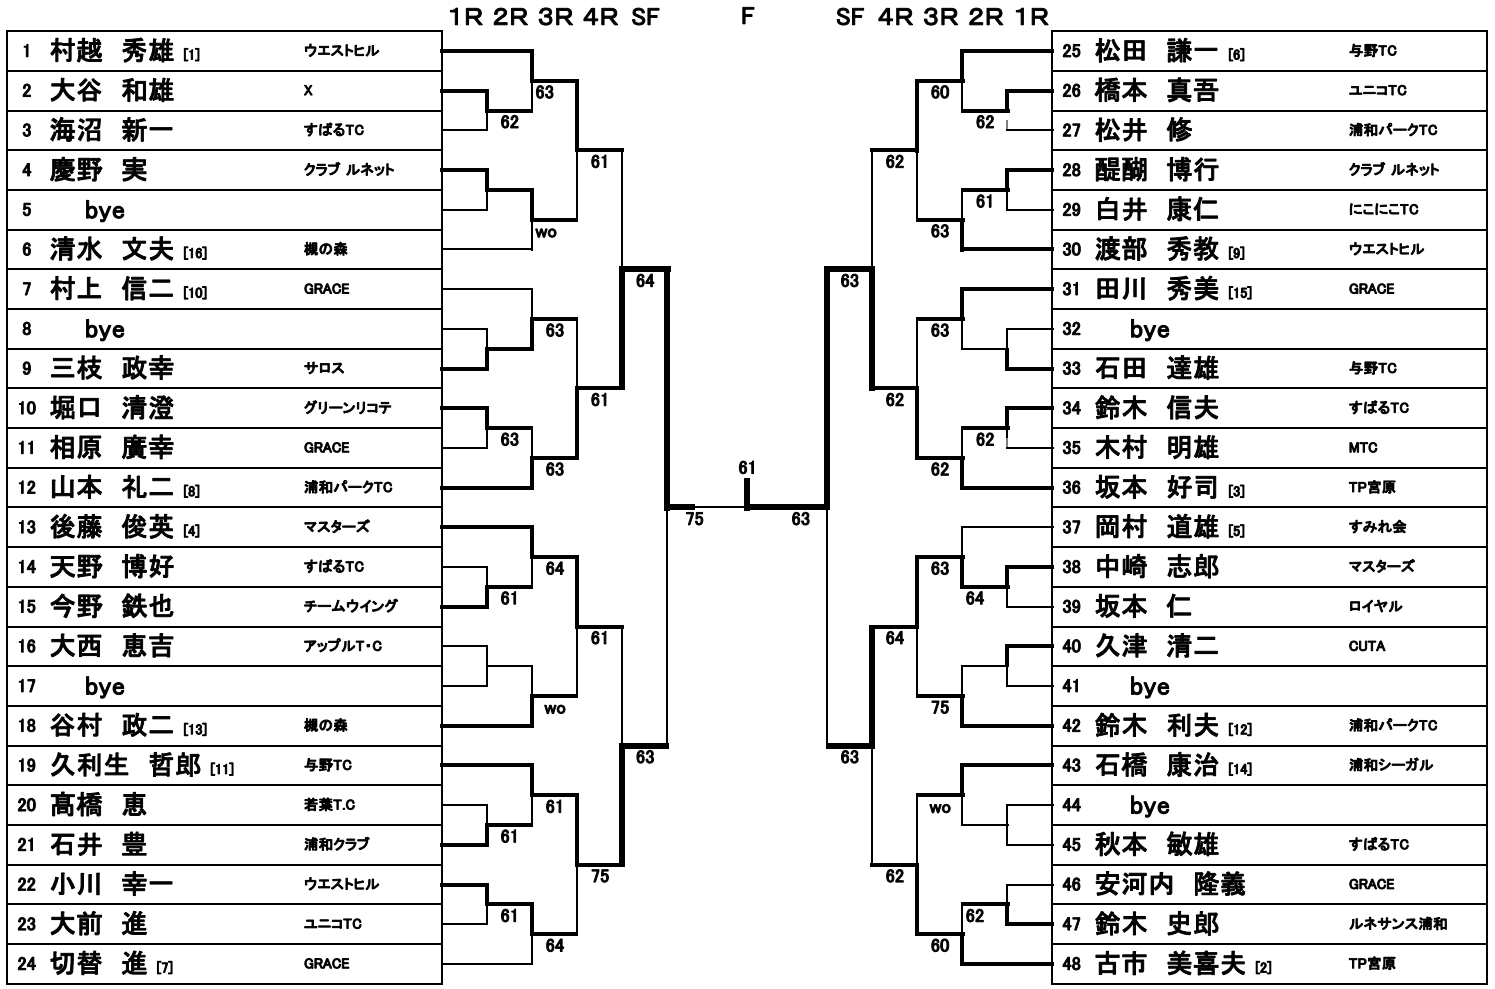 1R 2R 3R 4R SF F SF 4R 3R 2R 1R
1 村越 秀雄 [1] ウエストヒル
2 大谷 和雄 X
3 海沼 新一 すばるTC
4 慶野 実 クラブ ルネット
5 bye
6 清水 文夫 [16] 槻の森
7 村上 信二 [10] GRACE
8 bye
9 三枝 政幸 サロス
10 堀口 清澄 グリーンリコテ
11 相原 廣幸 GRACE
12 山本 礼二 [8] 浦和パークTC
13 後藤 俊英 [4] マスターズ
14 天野 博好 すばるTC
15 今野 鉄也 チームウイング
16 大西 恵吉 アップルT・C
17 bye
18 谷村 政二 [13] 槻の森
19 久利生 哲郎 [11] 与野TC
20 髙橋 恵 若葉T.C
21 石井 豊 浦和クラブ
22 小川 幸一 ウエストヒル
23 大前 進 ユニコTC
24 切替 進 [7] GRACE
62
63
wo
61
63
63
63
61
64
61
64
wo
61
61
61
61
64
75
63
75
61
63
25 松田 謙一 [6] 与野TC
26 橋本 真吾 ユニコTC
27 松井 修 浦和パークTC
28 醍醐 博行 クラブ ルネット
29 白井 康仁 にこにこTC
30 渡部 秀教 [9] ウエストヒル
31 田川 秀美 [15] GRACE
32 bye
33 石田 達雄 与野TC
34 鈴木 信夫 すばるTC
35 木村 明雄 MTC
36 坂本 好司 [3] TP宮原
37 岡村 道雄 [5] すみれ会
38 中崎 志郎 マスターズ
39 坂本 仁 ロイヤル
40 久津 清二 CUTA
41 bye
42 鈴木 利夫 [12] 浦和パークTC
43 石橋 康治 [14] 浦和シーガル
44 bye
45 秋本 敏雄 すばるTC
46 安河内 隆義 GRACE
47 鈴木 史郎 ルネサンス浦和
48 古市 美喜夫 [2] TP宮原
60
62
62
61
63
63
63
62
62
62
63
64
64
75
63
wo
62
62
60